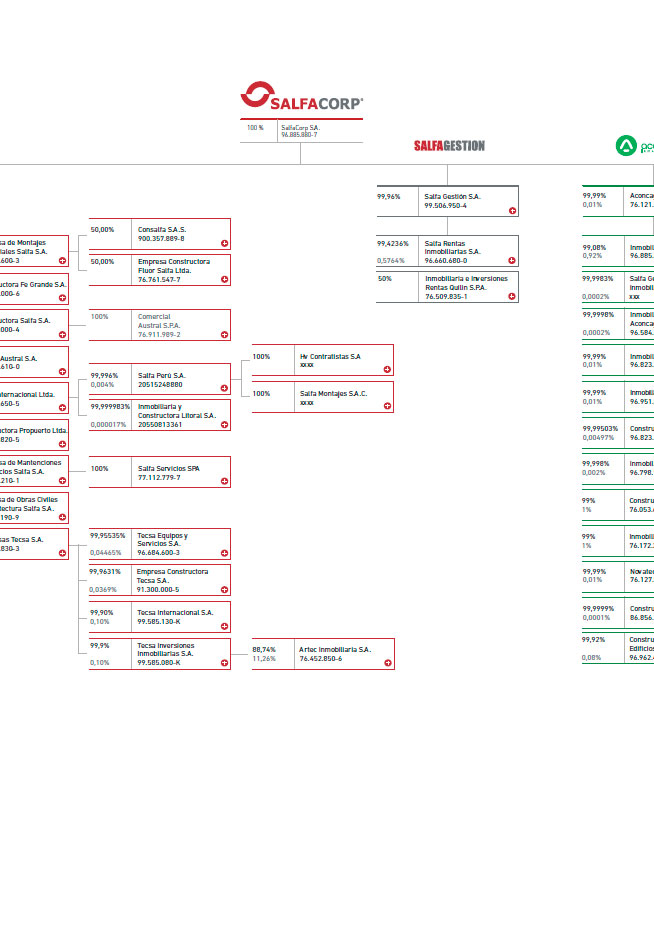 SALFACORP
100 % SalfaCorp S.A.
96.885.880-7
SALFAGESTION
99,96% Salfa Gestión S.A.
99.506.950-4
99,4236% Salfa Rentas
Inmobiliarias S.A.
0,5764% 96.660.680-0
50% Inmobiliaria e Inversiones
Rentas Quilín S.P.A.
76.509.835-1
sa de Montajes
iales Salfa S.A.
.600-3
uctora Fe Grande S.A.
.000-6
uctora Salfa S.A.
.000-4
Austral S.A.
.610-0
nternacional Ltda.
.650-5
uctora Propuerto Ltda.
.820-5
sa de Mantenciones
icios Salfa S.A.
.210-1
sa de Obras Civiles
itectura Salfa S.A.
.190-9
sas Tecsa S.A.
.830-3
50,00% Consalfa S.A.S.
900.357.889-8
50,00% Empresa Constructora
Fluor Salfa Ltda.
76.761.547-7
100% Comercial
Austral S.P.A.
76.911.989-2
99,996% Salfa Perú S.A.
0,004% 20515248880
99,999983% Inmobiliaria y
Constructora Litoral S.A.
0,000017% 20550813361
100% Salfa Servicios SPA
77.112.779-7
99,95535% Tecsa Equipos y
Servicios S.A.
0,04465% 96.684.600-3
99,9631% Empresa Constructora
Tecsa S.A.
0,0369% 91.300.000-5
99,90% Tecsa Internacional S.A.
0,10% 99.585.130-K
99,9% Tecsa Inversiones
Inmobiliarias S.A.
0,10% 99.585.080-K
100% Hv Contratistas S.A
xxxx
100% Salfa Montajes S.A.C.
xxxx
88,74% Artec Inmobiliaria S.A.
11,26% 76.452.850-6
99,99% Aconca
0,01% 76.121.
99,08% Inmobil
0,92% 96.885.
99,9983% Salfa Ge
Inmobil
0,0002% xxx
99,9998% Inmobil
Aconca
0,0002% 96.584.
99,99% Inmobil
0,01% 96.823.
99,99% Inmobil
0,01% 96.951.
99,99503% Constru
0,00497% 96.823.
99,998% Inmobil
0,002% 96.798.
99% Constru
1% 76.053.
99% Inmobil
1% 76.172.
99,99% Novatec
0,01% 76.127.
99,9999% Constru
0,0001% 86.856.
99,92% Constru
Edificios
0,08% 96.962.